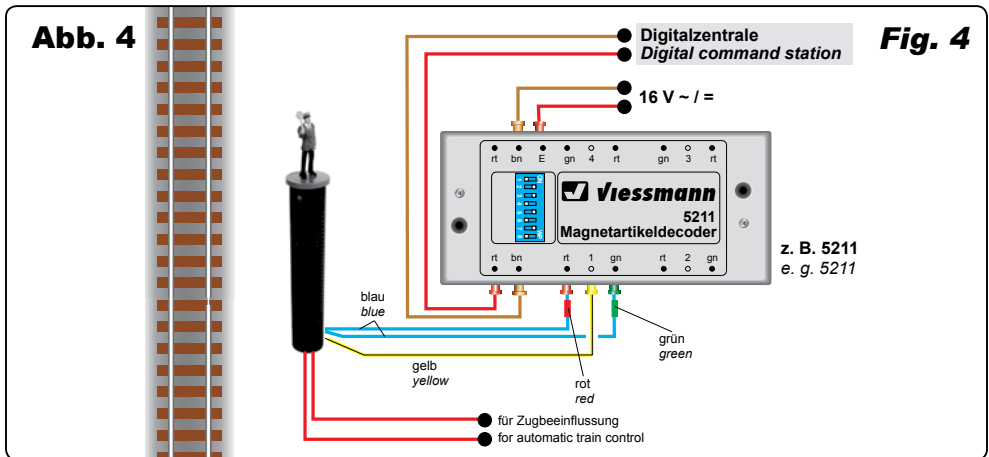 Abb. 4
Fig. 4
Digitalzentrale
Digital command station
16 V ~ / =
rt bn E gn 4 rt gn 3 rt
Viessmann
5211
Magnetartikeldecoder
rt bn rt 1 gn rt 2 gn
z. B. 5211
e. g. 5211
blau
blue
grün
green
gelb
yellow
rot
red
für Zugbeeinflussung
for automatic train control